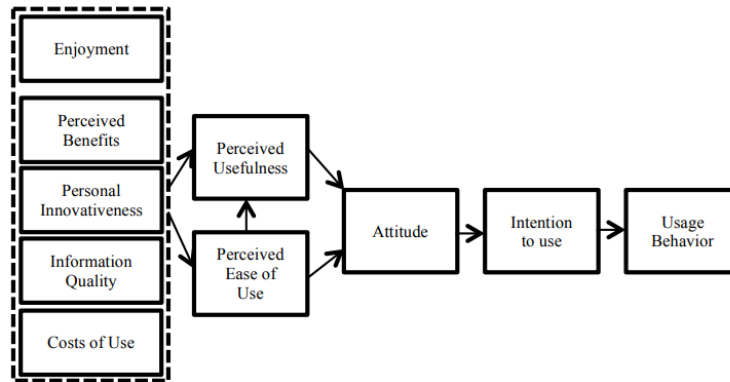 Enjoyment
Perceived
Benefits
Personal
Innovativeness
Information
Quality
Costs of Use
Perceived
Usefulness
Perceived
Ease of
Use
Attitude
Intention
to use
Usage
Behavior